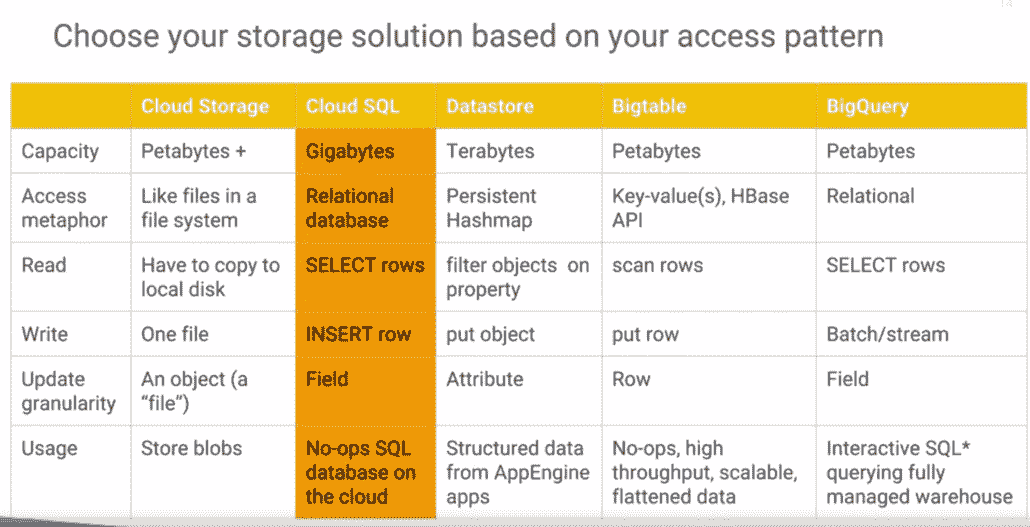 Choose your storage solution based on your access pattern
Cloud Storage Cloud SQL Datastore Bigtable BigQuery
Capacity Petabytes + Gigabytes Terabytes Petabytes Petabytes
Access Like files in a Relational Persistent Key-value(s), HBase Relational
metaphor file system database Hashmap API
Read Have to copy to SELECT rows filter objects on scan rows SELECT rows
local disk property
Write One file INSERT row put object put row Batch/stream
Update An object (a Field Attribute Row Field
granularity “file”)
Usage Store blobs No-ops SQL Structured data No-ops, high Interactive SQL*
database on from AppEngine throughput, scalable, querying fully
the cloud apps flattened data managed warehouse